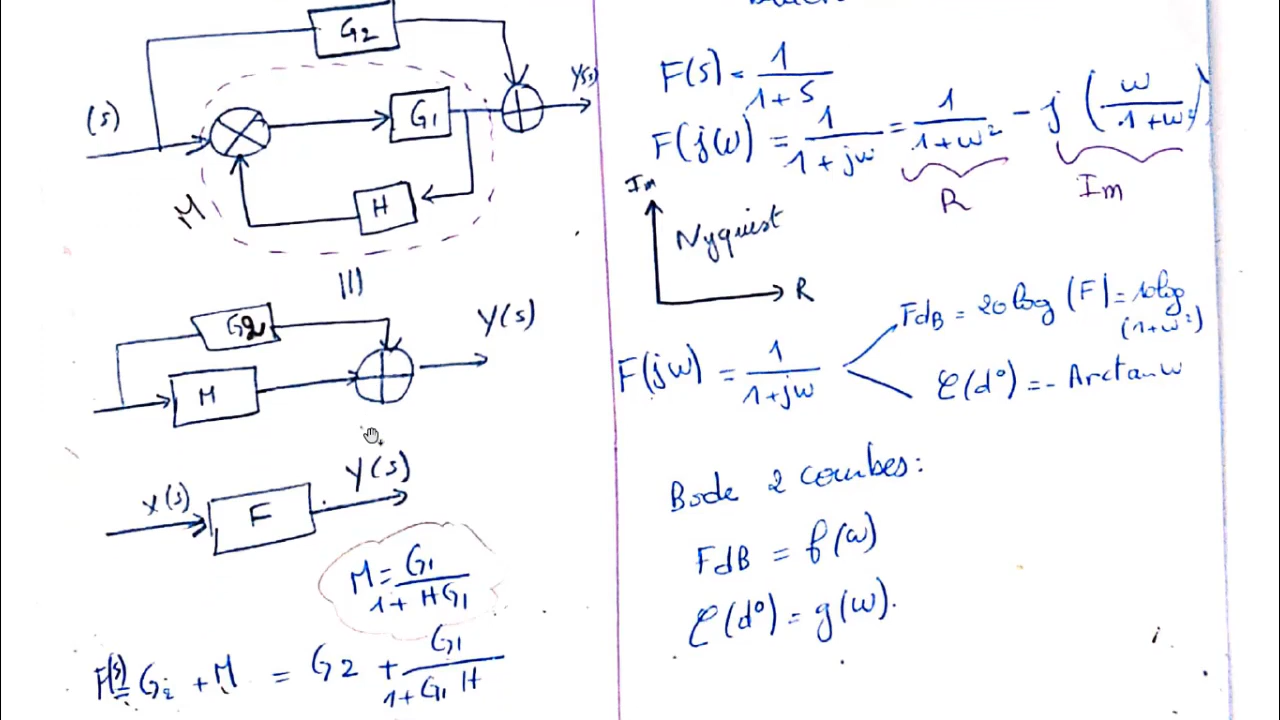 G2
Y(s)
(s)
G1
H
M
G2
Y(s)
M
X(s)
F
Y(s)
M = G1 / 1 + HG1
F(s) = G2 + M = G2 + G1 / 1 + G1 H
F(s) = 1 / 1 + S
F(jω) = 1 / 1 + jω = 1 / 1 + ω² - j (ω / 1 + ω²)
R
Im
Im
Nyquist
R
F(jω) = 1 / 1 + jω
FdB = 20 log |F| = 10 log
(1+ω²)
φ(d°) = - Arctan ω
Bode 2 courbes:
FdB = f(ω)
φ(d°) = g(ω).